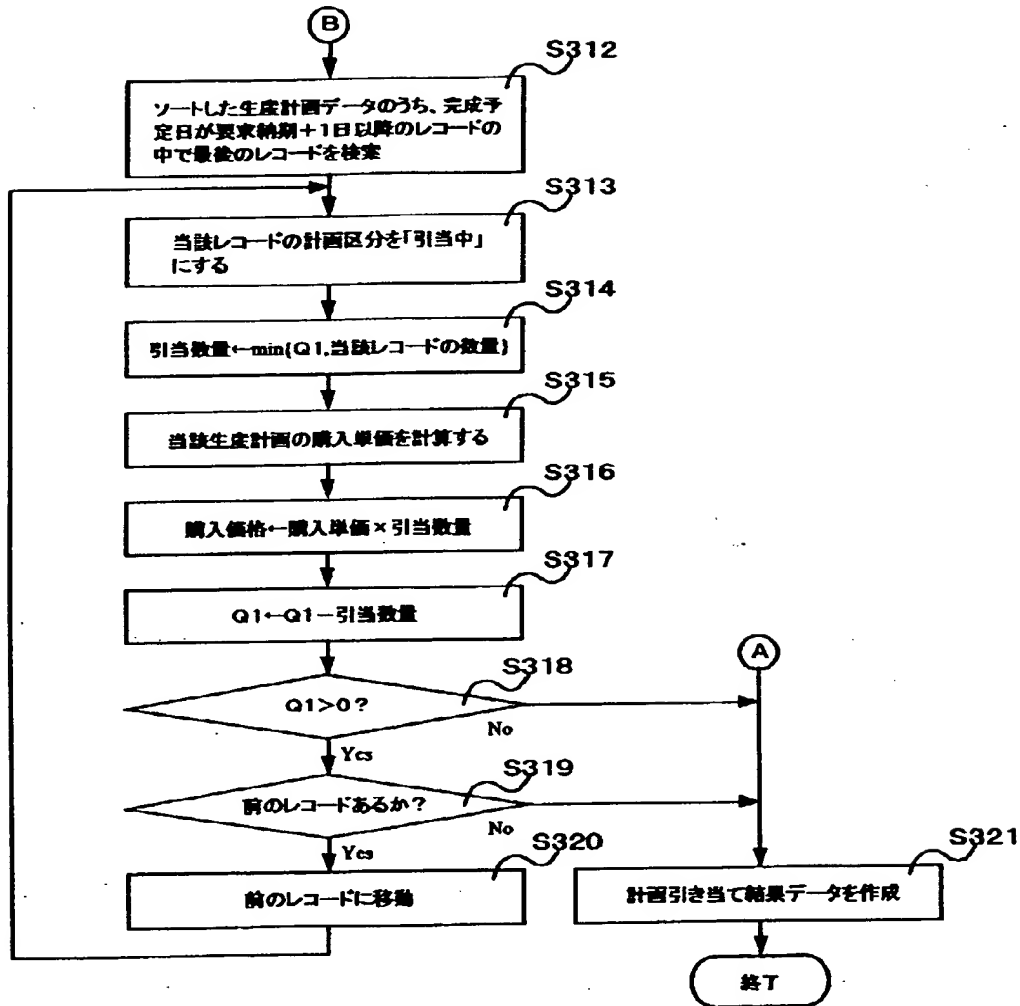 B
S312
ソートした生産計画データのうち、完成予
定日が要求納期+1日以降のレコードの
中で最後のレコードを検索
S313
当該レコードの計画区分を「引当中」
にする
S314
引当数量←min{Q1,当該レコードの数量}
S315
当該生産計画の購入単価を計算する
S316
購入価格←購入単価×引当数量
S317
Q1←Q1-引当数量
A
S318
Q1>0?
No
Yes
S319
前のレコードあるか?
No
Yes
S320
前のレコードに移動
S321
計画引き当て結果データを作成
終了